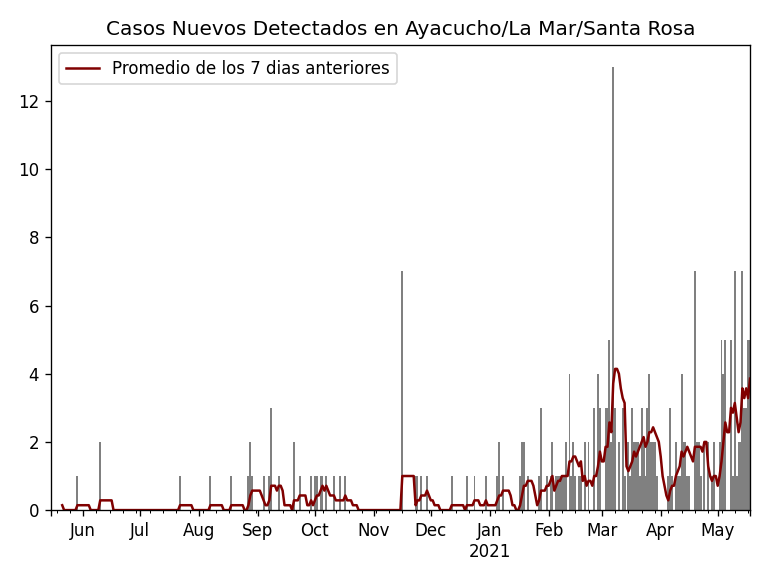 Casos Nuevos Detectados en Ayacucho/La Mar/Santa Rosa
Promedio de los 7 dias anteriores
12
10
8
6
4
2
0
Jun Jul Aug Sep Oct Nov Dec Jan Feb Mar Apr May
2021